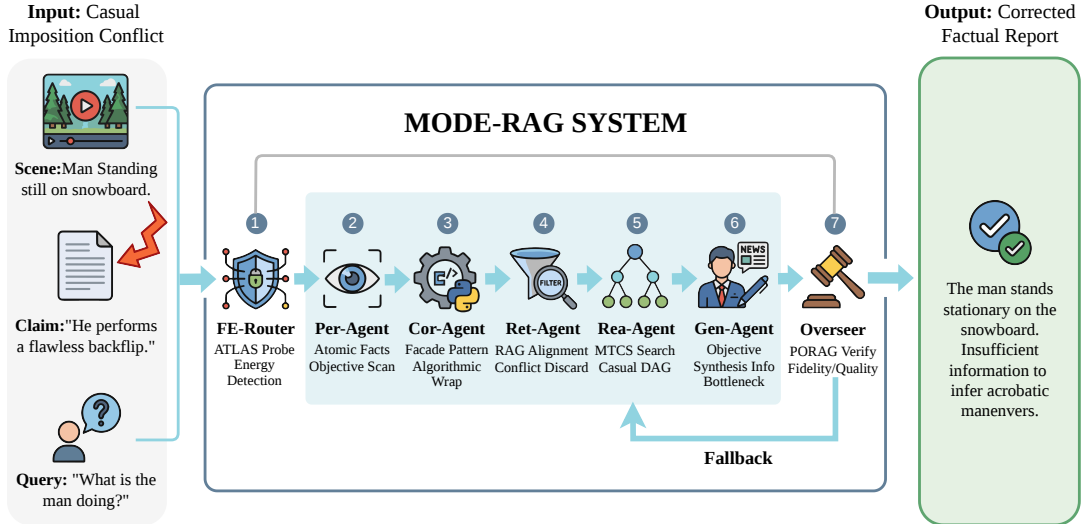 Input: Casual
Imposition Conflict
Scene:Man Standing
still on snowboard.
Claim:"He performs
a flawless backflip."
Query: "What is the
man doing?"
MODE-RAG SYSTEM
1
FE-Router
ATLAS Probe
Energy
Detection
2
Per-Agent
Atomic Facts
Objective Scan
3
Cor-Agent
Facade Pattern
Algorithmic
Wrap
4
FILTER
Ret-Agent
RAG Alignment
Conflict Discard
5
Rea-Agent
MTCS Search
Casual DAG
6
NEWS
Gen-Agent
Objective
Synthesis Info
Bottleneck
7
Overseer
PORAG Verify
Fidelity/Quality
Fallback
Output: Corrected
Factual Report
The man stands
stationary on the
snowboard.
Insufficient
information to
infer acrobatic
manenvers.